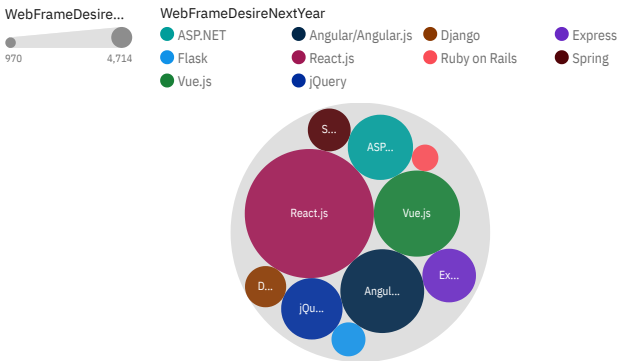 WebFrameDesire...
970
4,714
WebFrameDesireNextYear
ASP.NET
Angular/Angular.js
Django
Express
Flask
React.js
Ruby on Rails
Spring
Vue.js
jQuery
S...
ASP...
React.js
Vue.js
Ex...
D...
Angul...
jQu...